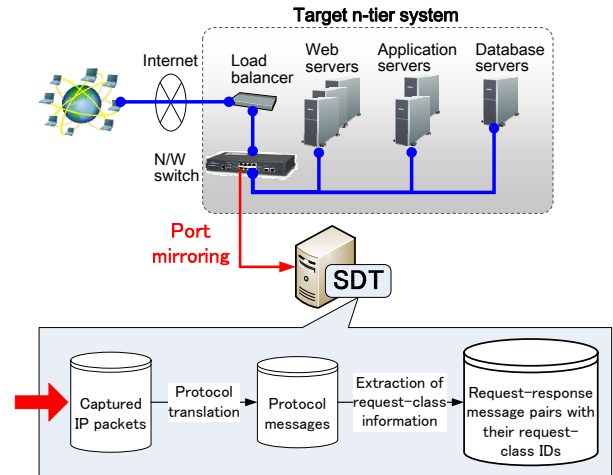 Target n-tier system
Internet
Load
balancer
Web
servers
Application
servers
Database
servers
N/W
switch
Port
mirroring
SDT
Captured
IP packets
Protocol
translation
Protocol
messages
Extraction of
request-class
information
Request-response
message pairs with
their request-
class IDs